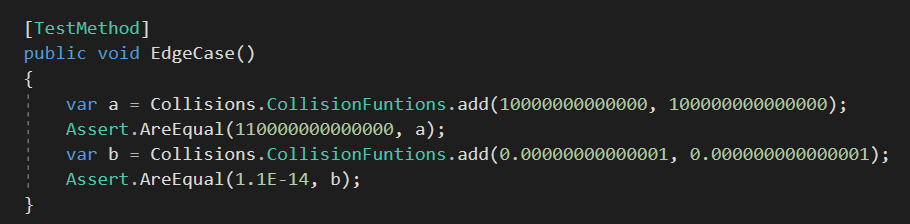 [TestMethod]
public void EdgeCase()
{
var a = Collisions.CollisionFuntions.add(10000000000000, 100000000000000);
Assert.AreEqual(110000000000000, a);
var b = Collisions.CollisionFuntions.add(0.00000000000001, 0.000000000000001);
Assert.AreEqual(1.1E-14, b);
}